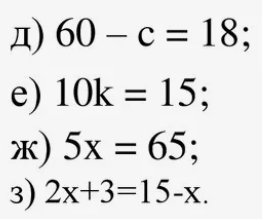 д) 60 – с = 18;
е) 10k = 15;
ж) 5x = 65;
з) 2x+3=15-x.